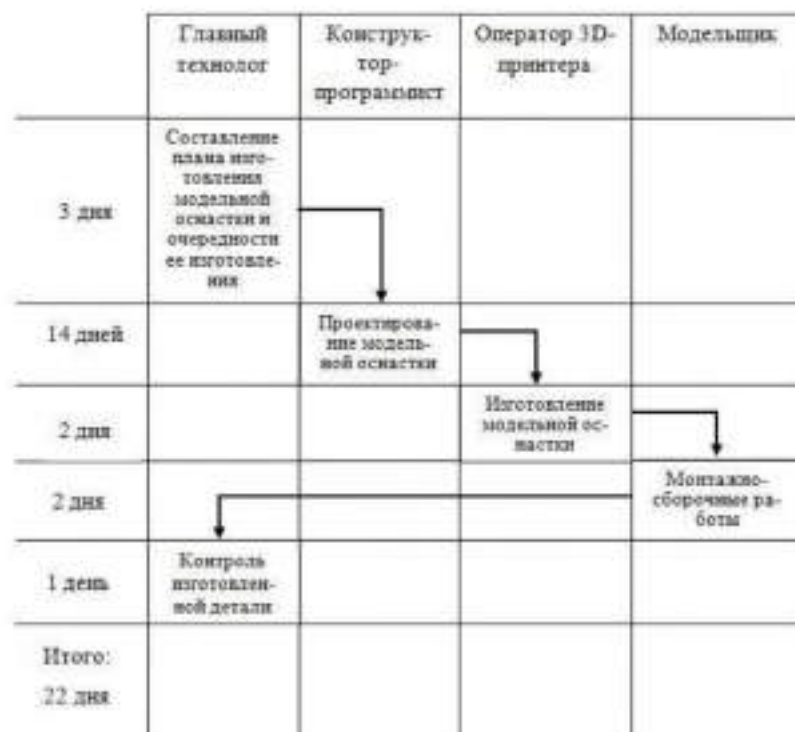 Главный
технолог
Конструк-
тор-
программист
Оператор 3D-
принтера
Модельщик
3 дня
Составление
плана изго-
товления
модельной
оснастки и
очередности
ее изготовле-
ния
14 дней
Проектирова-
ние модель-
ной оснастки
2 дня
Изготовление
модельной ос-
настки
2 дня
Монтажно-
сборочные ра-
боты
1 день
Контроль
изготовлен-
ной детали
Итого:
22 дня